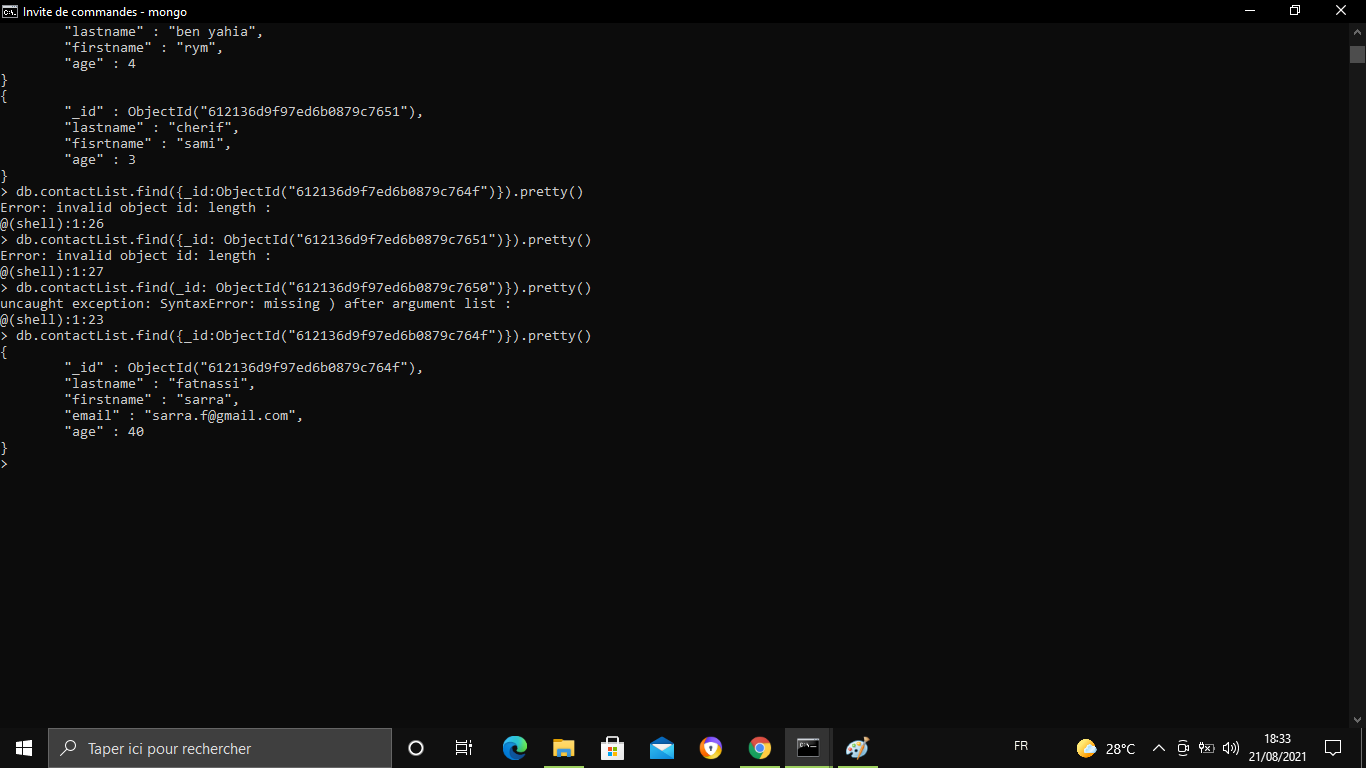 Invite de commandes - mongo
"lastname" : "ben yahia",
"firstname" : "rym",
"age" : 4
}
{
"_id" : ObjectId("612136d9f97ed6b0879c7651"),
"lastname" : "cherif",
"fisrtname" : "sami",
"age" : 3
}
> db.contactList.find({_id:ObjectId("612136d9f7ed6b0879c764f")}).pretty()
Error: invalid object id: length :
@(shell):1:26
> db.contactList.find({_id: ObjectId("612136d9f7ed6b0879c7651")}).pretty()
Error: invalid object id: length :
@(shell):1:27
> db.contactList.find(_id: ObjectId("612136d9f97ed6b0879c7650")).pretty()
uncaught exception: SyntaxError: missing ) after argument list :
@(shell):1:23
> db.contactList.find({_id:ObjectId("612136d9f97ed6b0879c764f")}).pretty()
{
"_id" : ObjectId("612136d9f97ed6b0879c764f"),
"lastname" : "fatnassi",
"firstname" : "sarra",
"email" : "sarra.f@gmail.com",
"age" : 40
}
>
Taper ici pour rechercher
FR
28°C
18:33
21/08/2021